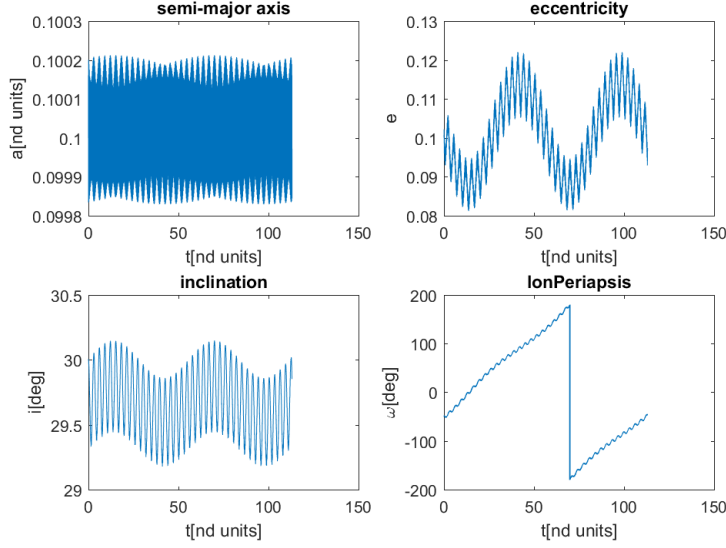 semi-major axis
0.1003
0.1002
0.1001
0.1
0.0999
0.0998
a[nd units]
0 50 100 150
t[nd units]
eccentricity
0.13
0.12
0.11
0.1
0.09
0.08
e
0 50 100 150
t[nd units]
inclination
30.5
30
29.5
29
i[deg]
0 50 100 150
t[nd units]
lonPeriapsis
200
100
0
-100
-200
ω[deg]
0 50 100 150
t[nd units]